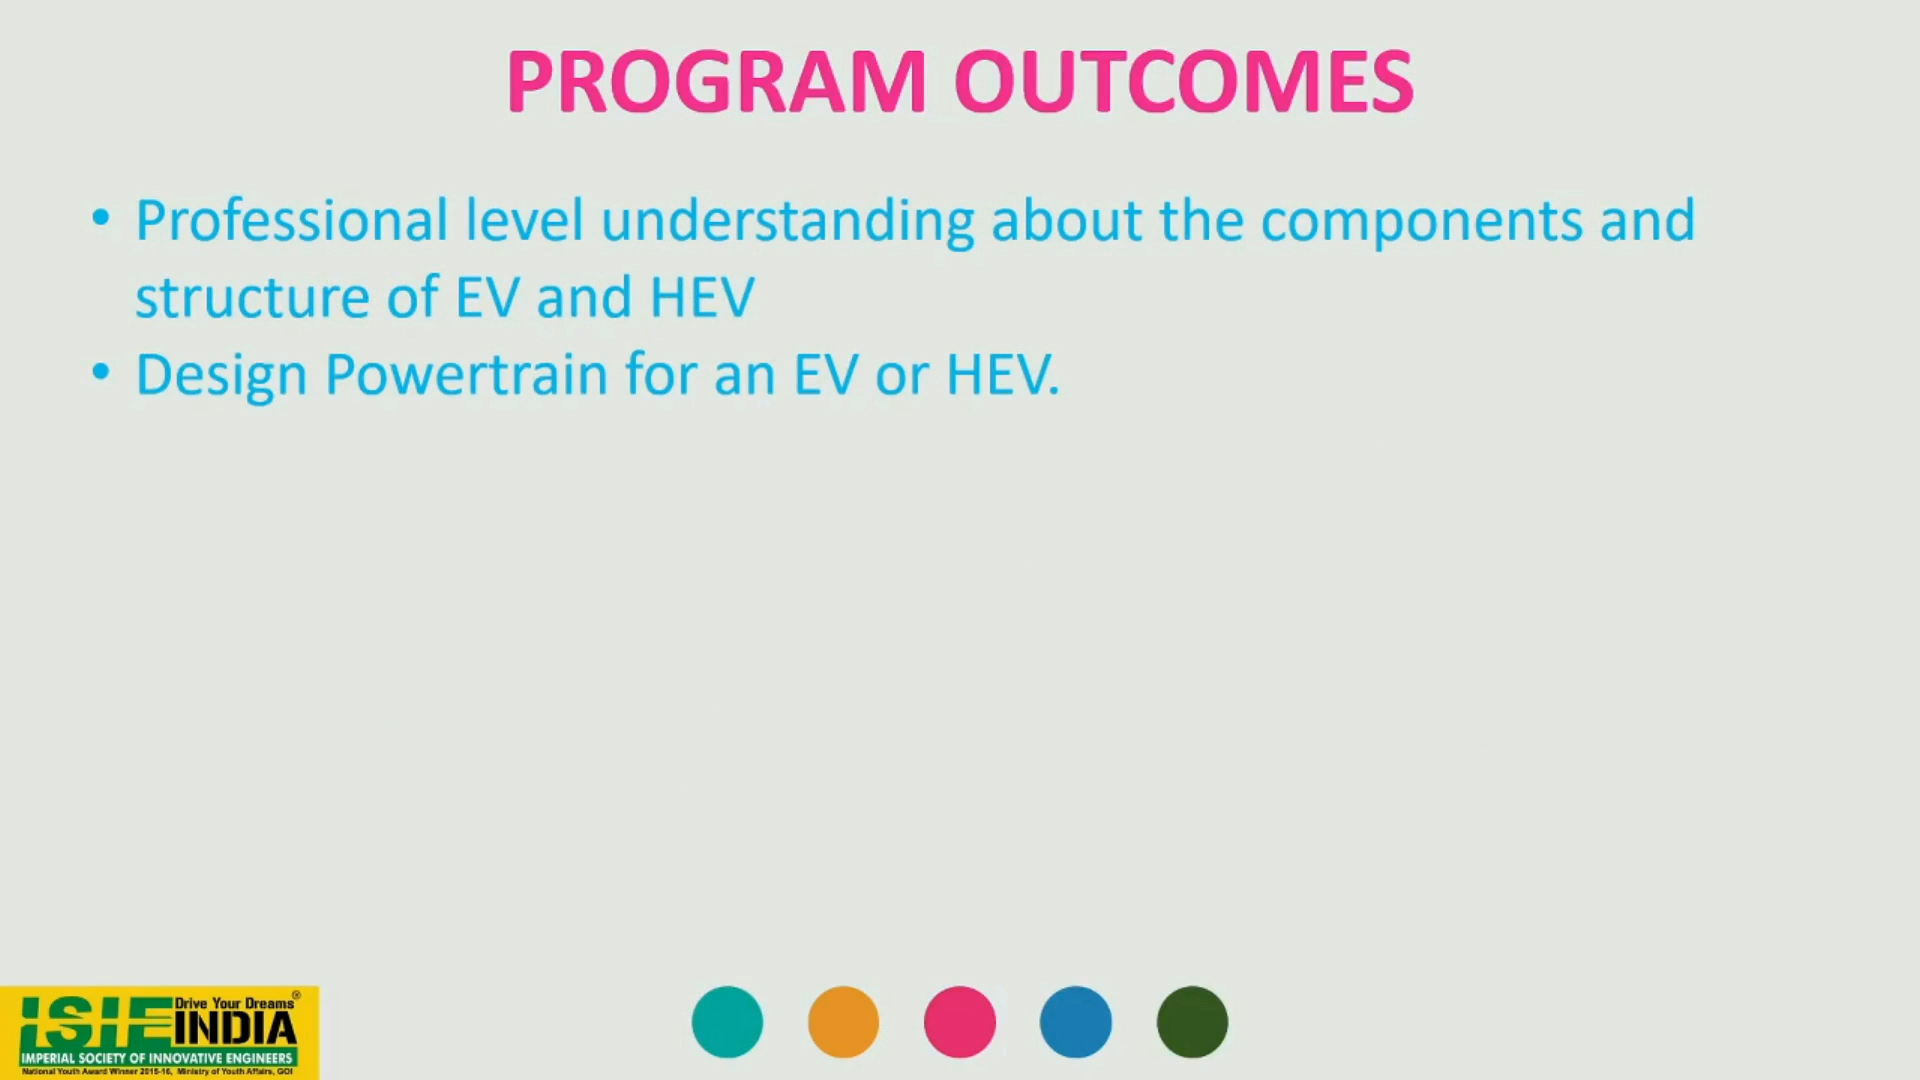 PROGRAM OUTCOMES
• Professional level understanding about the components and
structure of EV and HEV
• Design Powertrain for an EV or HEV.
Drive Your Dreams®
ISIEINDIA
IMPERIAL SOCIETY OF INNOVATIVE ENGINEERS
National Youth Award Winner 2015-16, Ministry of Youth Affairs, GOI